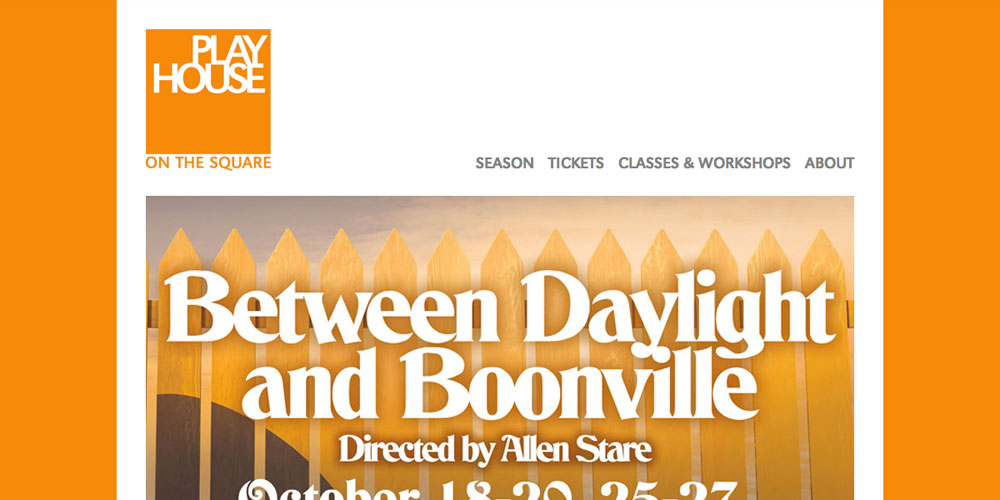 PLAY
HOUSE
ON THE SQUARE
SEASON TICKETS CLASSES & WORKSHOPS ABOUT
Between Daylight
and Boonville
Directed by Allen Stare
October 18-20, 25-27